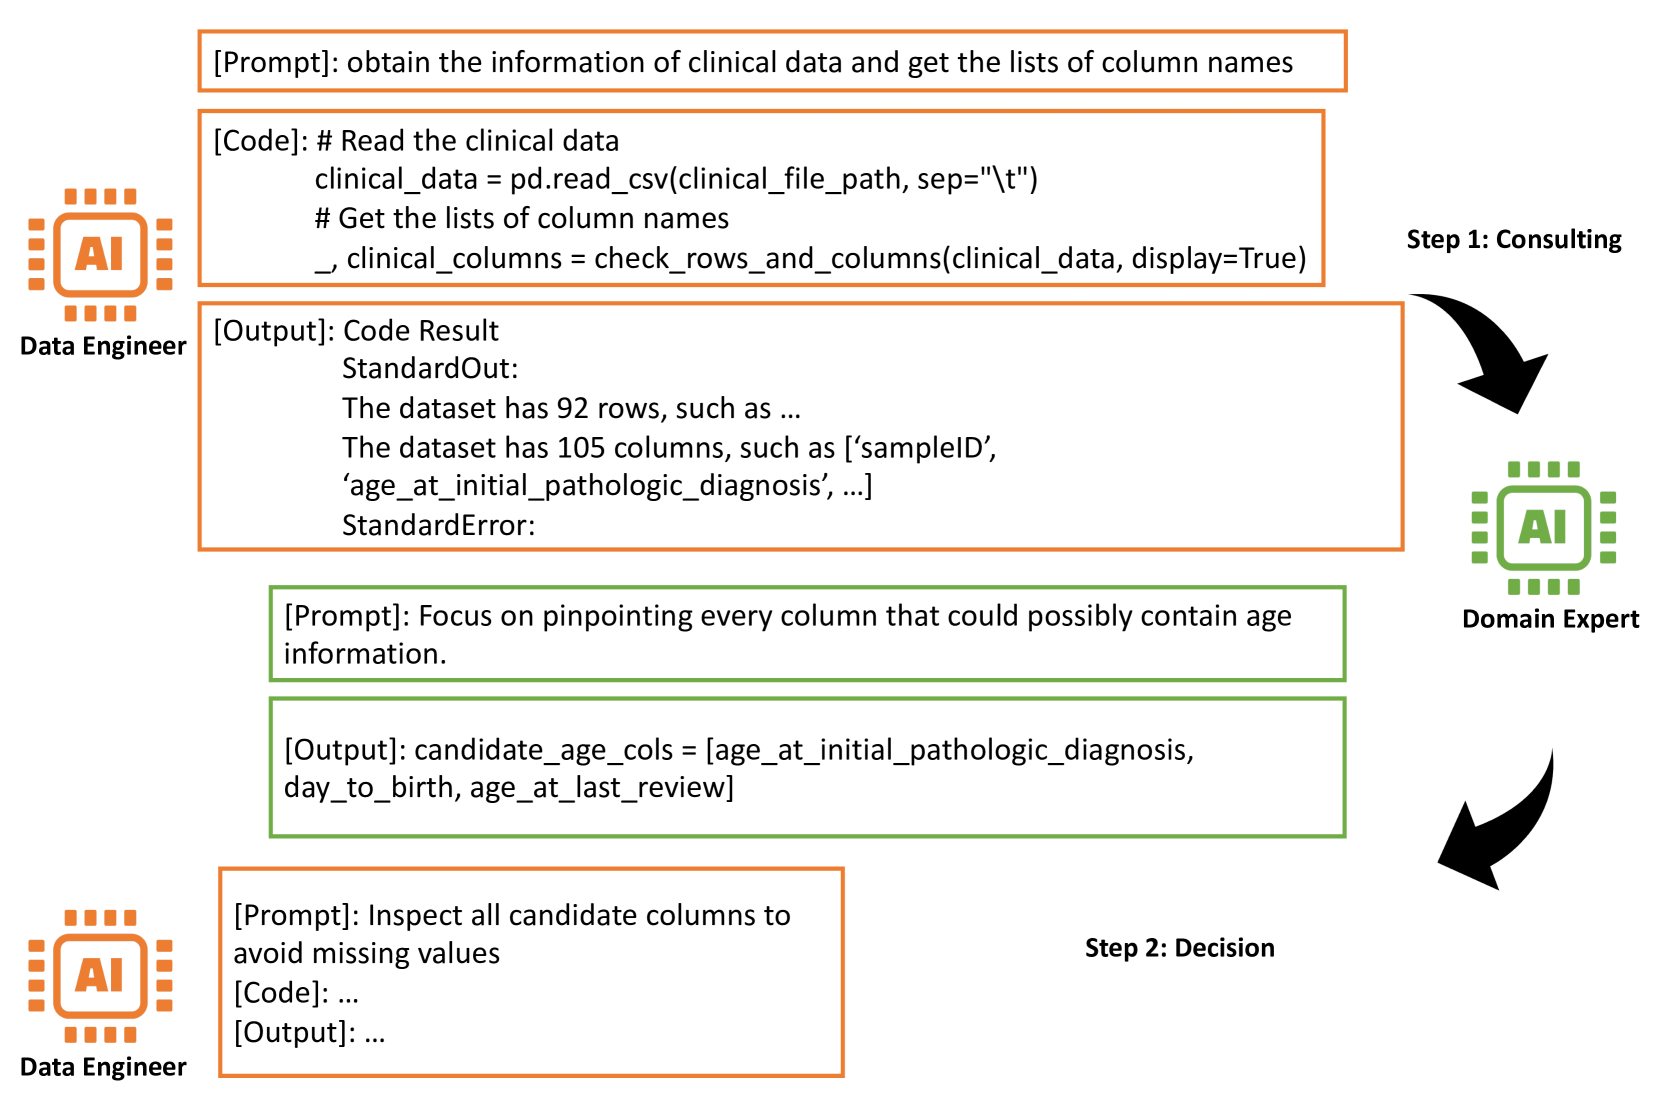 [Prompt]: obtain the information of clinical data and get the lists of column names
[Code]: # Read the clinical data
clinical_data = pd.read_csv(clinical_file_path, sep="\t")
# Get the lists of column names
_, clinical_columns = check_rows_and_columns(clinical_data, display=True)
AI
Data Engineer
Step 1: Consulting
[Output]: Code Result
StandardOut:
The dataset has 92 rows, such as ...
The dataset has 105 columns, such as [‘sampleID’,
‘age_at_initial_pathologic_diagnosis’, ...]
StandardError:
AI
Domain Expert
[Prompt]: Focus on pinpointing every column that could possibly contain age
information.
[Output]: candidate_age_cols = [age_at_initial_pathologic_diagnosis,
day_to_birth, age_at_last_review]
AI
Data Engineer
[Prompt]: Inspect all candidate columns to
avoid missing values
[Code]: ...
[Output]: ...
Step 2: Decision